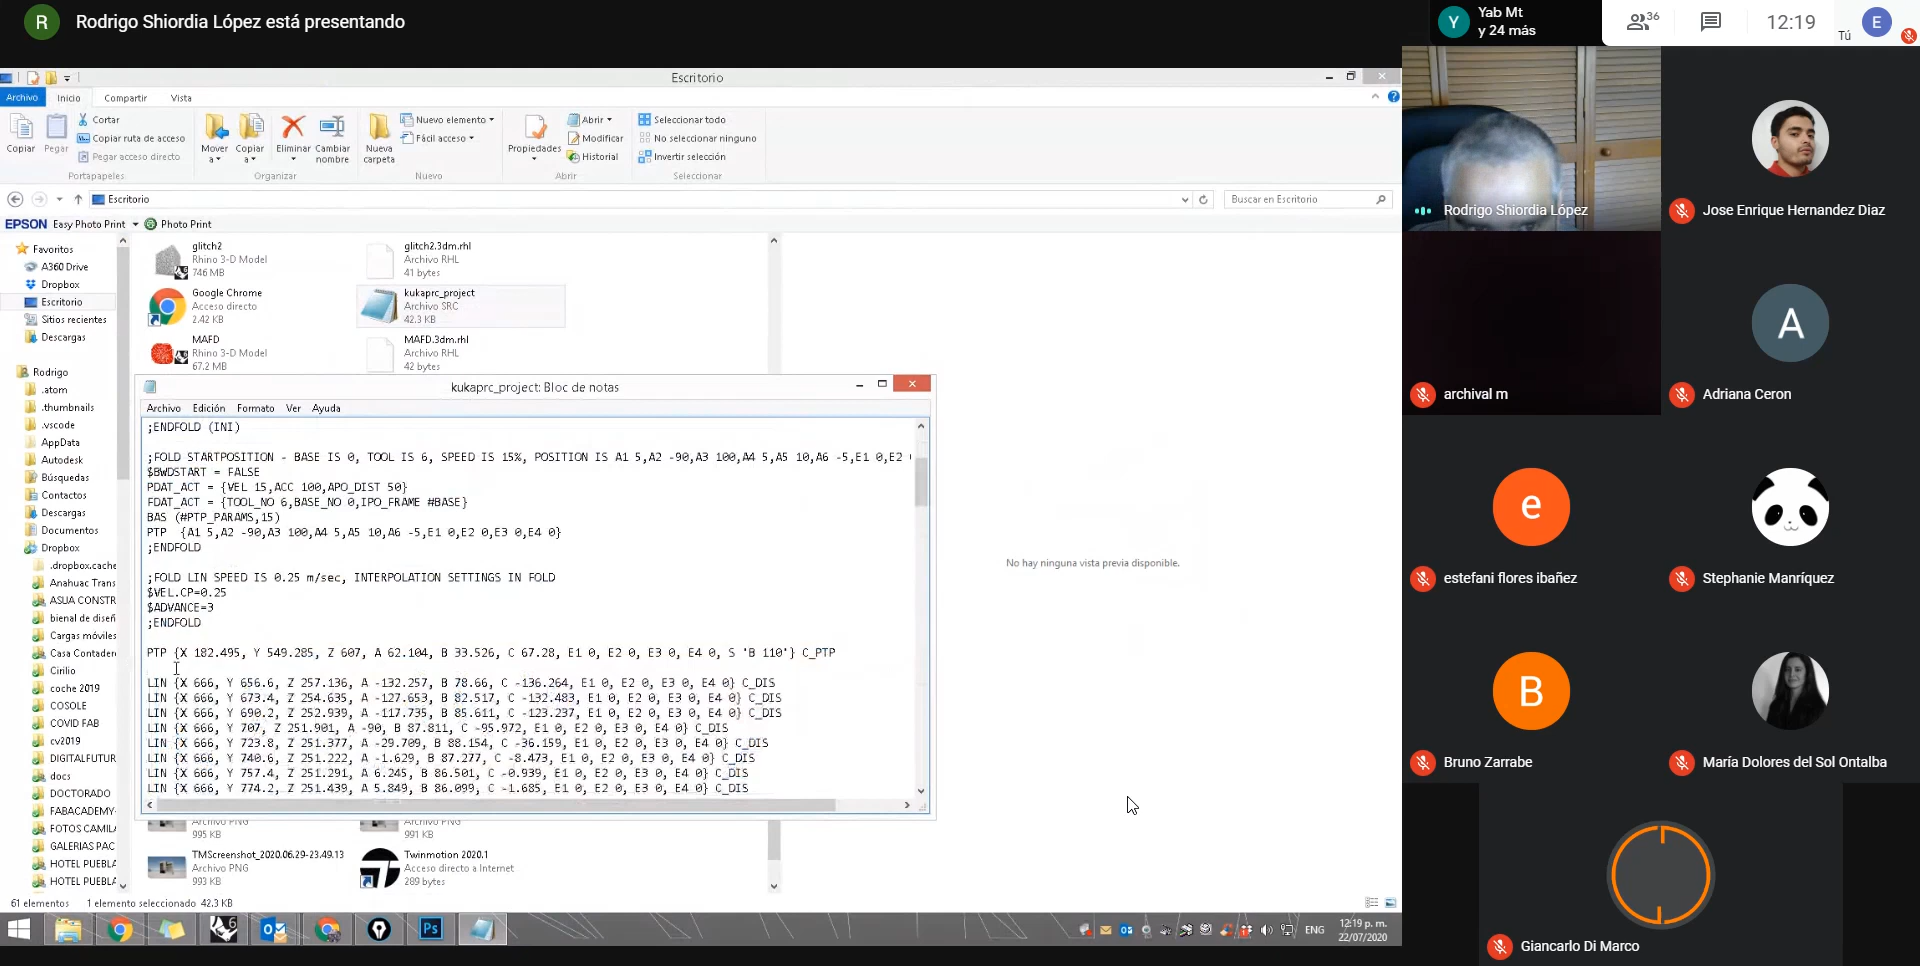 R Rodrigo Shiordia López está presentando
Y Yab Mt
y 24 más
36
12:19
Tú
E
Escritorio
Archivo Inicio Compartir Vista
Copiar
Pegar
Cortar
Copiar ruta de acceso
Pegar acceso directo
Portapapeles
Mover a
Copiar a
Eliminar
Cambiar nombre
Organizar
Nueva carpeta
Nuevo elemento
Fácil acceso
Nuevo
Propiedades
Abrir
Modificar
Historial
Abrir
Seleccionar todo
No seleccionar ninguno
Invertir selección
Seleccionar
Escritorio
Buscar en Escritorio
EPSON Easy Photo Print Photo Print
Favoritos
A360 Drive
Dropbox
Escritorio
Sitios recientes
Descargas
Rodrigo
.atom
.thumbnails
.vscode
AppData
Autodesk
Búsquedas
Contactos
Descargas
Documentos
Dropbox
.dropbox.cache
Anahuac Trans
ASUA CONSTR
bienal de diseñ
Cargas móviles
Casa Contader
Cirilio
coche 2019
COSOLE
COVID FAB
cv2019
DIGITALFUTUR
docs
DOCTORADO
FABACADEMY-
FOTOS CAMIL
GALERIAS PAC
HOTEL PUEBLA
HOTEL PUEBLA
glitch2
Rhino 3-D Model
746 MB
glitch2.3dm.rhl
Archivo RHL
41 bytes
Google Chrome
Acceso directo
2.42 KB
kukaprc_project
Archivo SRC
42.3 KB
MAFD
Rhino 3-D Model
67.2 MB
MAFD.3dm.rhl
Archivo RHL
42 bytes
kukaprc_project: Bloc de notas
Archivo Edición Formato Ver Ayuda
;ENDFOLD (INI)
;FOLD STARTPOSITION - BASE IS 0, TOOL IS 6, SPEED IS 15%, POSITION IS A1 5,A2 -90,A3 100,A4 5,A5 10,A6 -5,E1 0,E2
$BWDSTART = FALSE
PDAT_ACT = {VEL 15,ACC 100,APO_DIST 50}
FDAT_ACT = {TOOL_NO 6,BASE_NO 0,IPO_FRAME #BASE}
BAS (#PTP_PARAMS,15)
PTP {A1 5,A2 -90,A3 100,A4 5,A5 10,A6 -5,E1 0,E2 0,E3 0,E4 0}
;ENDFOLD
;FOLD LIN SPEED IS 0.25 m/sec, INTERPOLATION SETTINGS IN FOLD
$VEL.CP=0.25
$ADVANCE=3
;ENDFOLD
PTP {X 182.495, Y 549.285, Z 607, A 62.104, B 33.526, C 67.28, E1 0, E2 0, E3 0, E4 0, S 'B 110'} C_PTP
LIN {X 666, Y 656.6, Z 257.136, A -132.257, B 78.66, C -136.264, E1 0, E2 0, E3 0, E4 0} C_DIS
LIN {X 666, Y 673.4, Z 254.635, A -127.653, B 82.517, C -132.483, E1 0, E2 0, E3 0, E4 0} C_DIS
LIN {X 666, Y 690.2, Z 252.939, A -117.735, B 85.611, C -123.237, E1 0, E2 0, E3 0, E4 0} C_DIS
LIN {X 666, Y 707, Z 251.901, A -90, B 87.811, C -95.972, E1 0, E2 0, E3 0, E4 0} C_DIS
LIN {X 666, Y 723.8, Z 251.377, A -29.709, B 88.154, C -36.159, E1 0, E2 0, E3 0, E4 0} C_DIS
LIN {X 666, Y 740.6, Z 251.222, A -1.629, B 87.277, C -8.473, E1 0, E2 0, E3 0, E4 0} C_DIS
LIN {X 666, Y 757.4, Z 251.291, A 6.245, B 86.501, C -0.939, E1 0, E2 0, E3 0, E4 0} C_DIS
LIN {X 666, Y 774.2, Z 251.439, A 5.849, B 86.099, C -1.685, E1 0, E2 0, E3 0, E4 0} C_DIS
No hay ninguna vista previa disponible.
Archivo PNG
995 KB
Archivo PNG
991 KB
TMScreenshot_2020.06.29-23.49.13
Archivo PNG
993 KB
Twinmotion 2020.1
Acceso directo a Internet
289 bytes
61 elementos 1 elemento seleccionado 42.3 KB
6
Ps
ENG
12:19 p. m.
22/07/2020
Rodrigo Shiordia López
Jose Enrique Hernandez Diaz
archival m
A
Adriana Ceron
e
estefani flores ibañez
Stephanie Manríquez
B
Bruno Zarrabe
María Dolores del Sol Ontalba
Giancarlo Di Marco